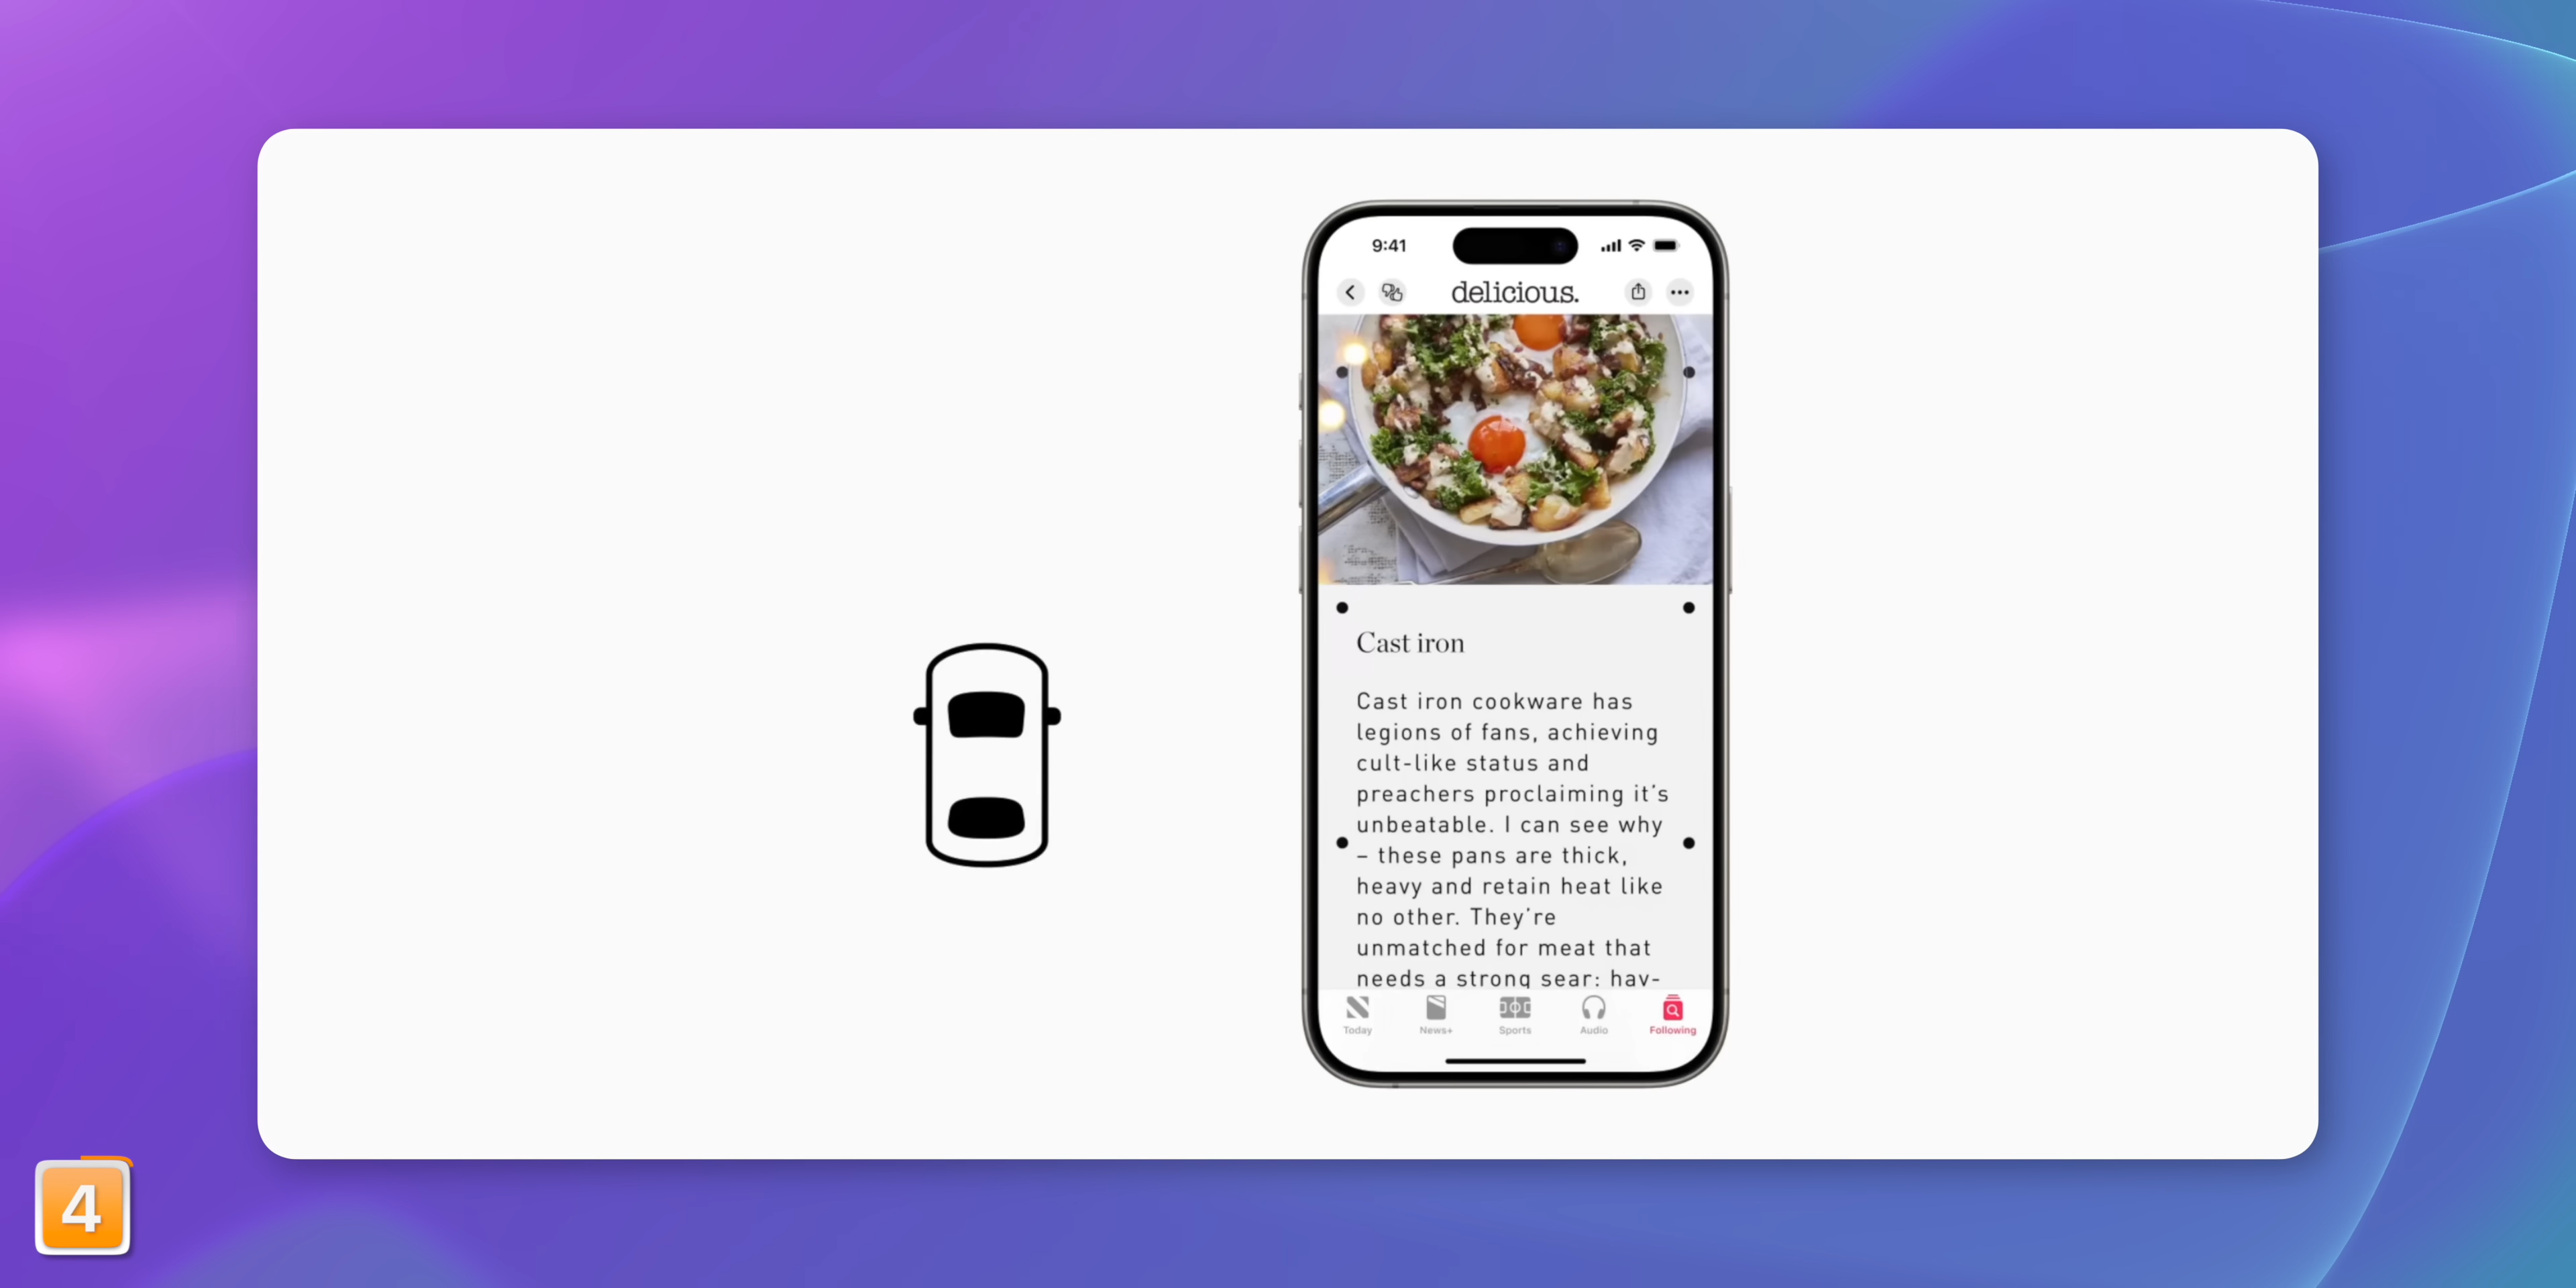 9:41
delicious.
Cast iron
Cast iron cookware has
legions of fans, achieving
cult-like status and
preachers proclaiming it’s
unbeatable. I can see why
– these pans are thick,
heavy and retain heat like
no other. They’re
unmatched for meat that
needs a strong sear: hav-
Today News+ Sports Audio Following
4